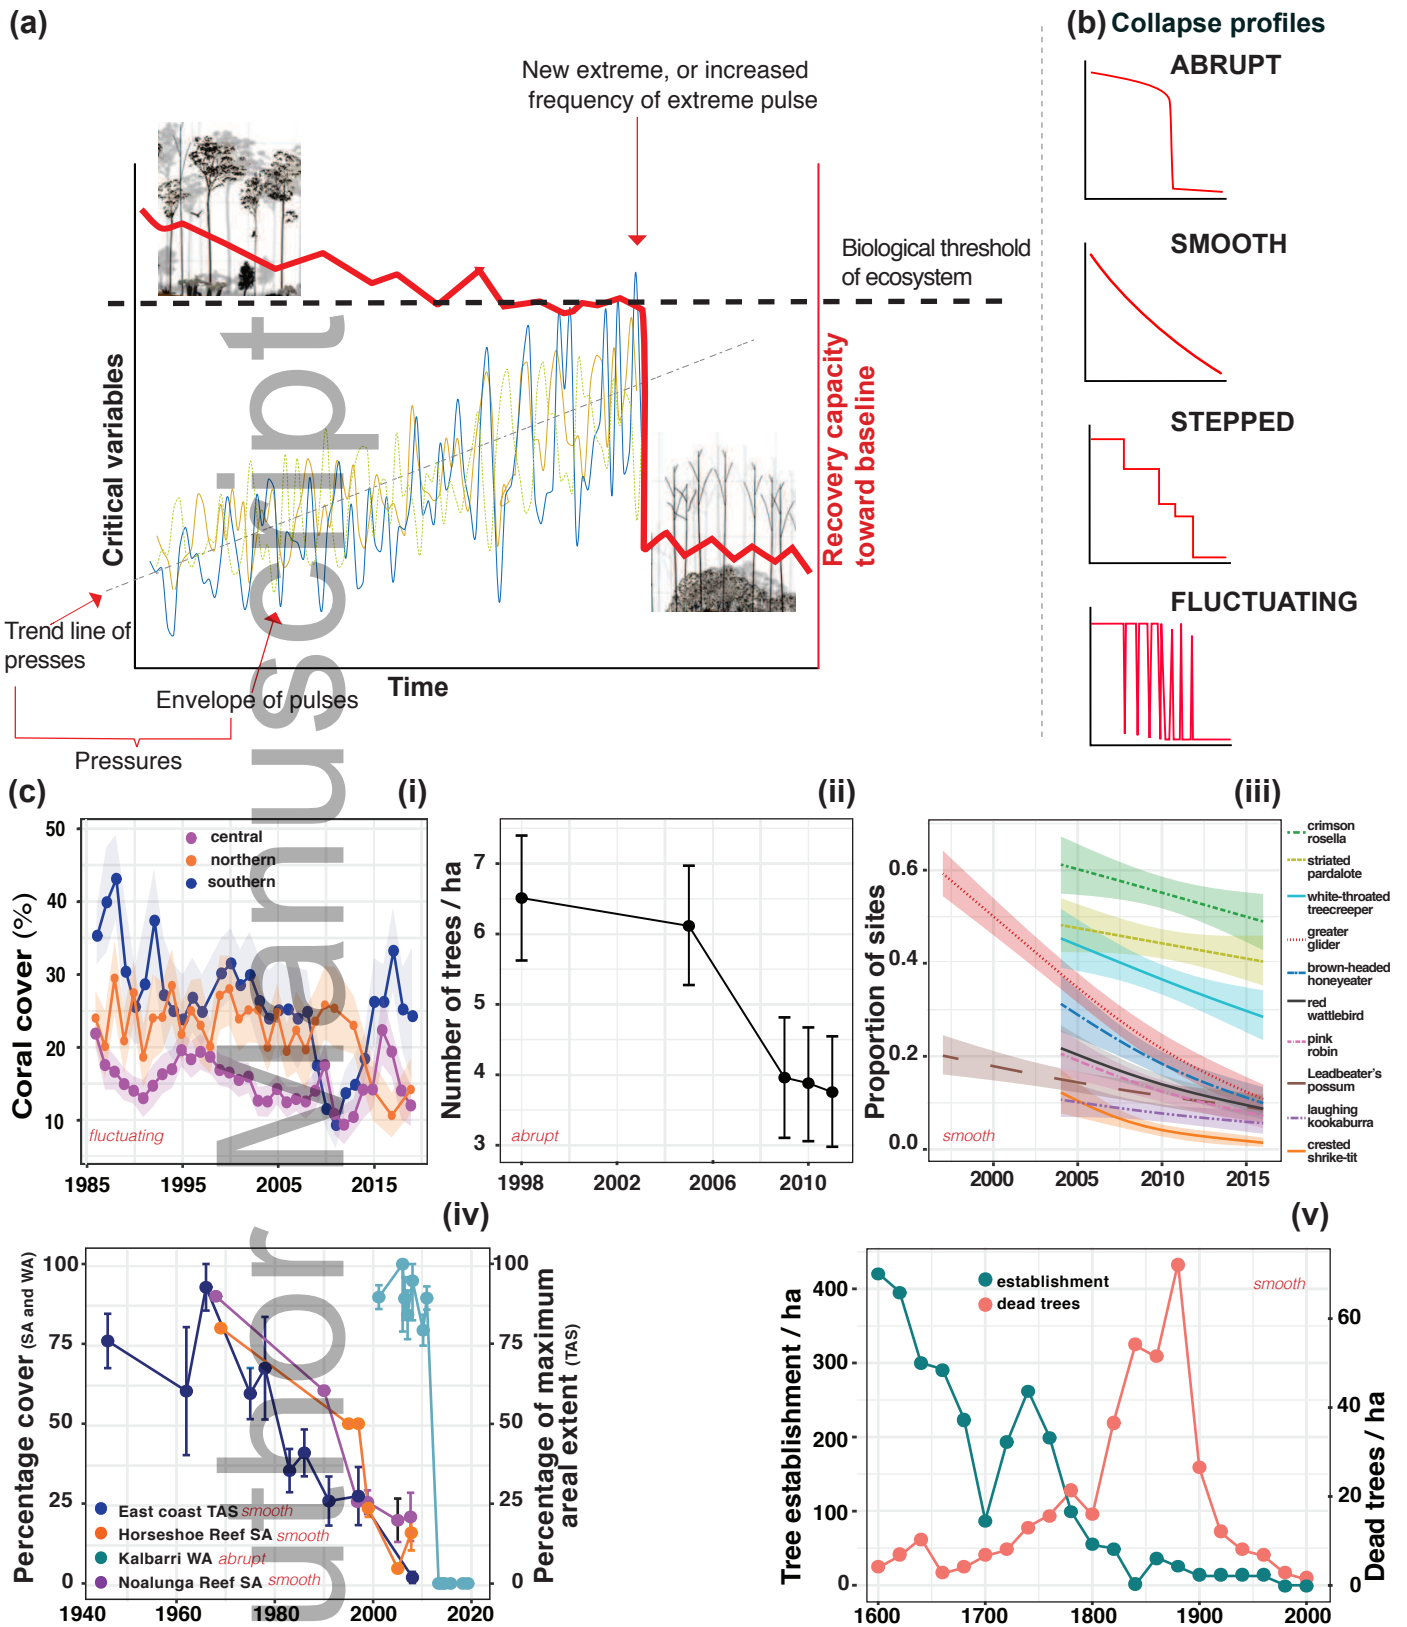 (a)
New extreme, or increased
frequency of extreme pulse
Biological threshold
of ecosystem
Critical variables
Recovery capacity
toward baseline
Trend line of
presses
Envelope of pulses
Time
Pressures
(b) Collapse profiles
ABRUPT
SMOOTH
STEPPED
FLUCTUATING
(c)
(i)
central
northern
southern
Coral cover (%)
50
40
30
20
10
fluctuating
1985
1995
2005
2015
(ii)
Number of trees / ha
7
6
5
4
3
abrupt
1998
2002
2006
2010
(iii)
Proportion of sites
0.6
0.4
0.2
0.0
smooth
2000
2005
2010
2015
crimson
rosella
striated
pardalote
white-throated
treecreeper
greater
glider
brown-headed
honeyeater
red
wattlebird
pink
robin
Leadbeater's
possum
laughing
kookaburra
crested
shrike-tit
(iv)
Percentage cover (SA and WA)
100
75
50
25
0
East coast TAS smooth
Horseshoe Reef SA smooth
Kalbarri WA abrupt
Noalunga Reef SA smooth
1940
1960
1980
2000
2020
100
75
50
25
0
Percentage of maximum
areal extent (TAS)
(v)
Tree establishment / ha
400
300
200
100
0
establishment
dead trees
smooth
1600
1700
1800
1900
2000
60
40
20
0
Dead trees / ha
uthor Manuscript